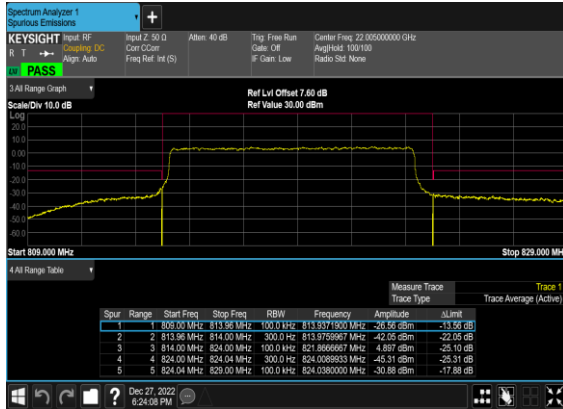 Spectrum Analyzer 1
Spurious Emissions
+
KEYSIGHT Input: RF Input Z: 50 Ω Atten: 40 dB Trig: Free Run Center Freq: 22.005000000 GHz
R T Coupling: DC Corr CCorr Gate: Off Avg|Hold: 100/100
Align: Auto Freq Ref: Int (S) IF Gain: Low Radio Std: None
PASS
3 All Range Graph
Ref Lvl Offset 7.60 dB
Scale/Div 10.0 dB Ref Value 30.00 dBm
Log
20.0
10.0
0.00
-10.0
-20.0
-30.0
-40.0
-50.0
-60.0
Start 809.000 MHz Stop 829.000 MHz
4 All Range Table
Measure Trace Trace 1
Trace Type Trace Average (Active)
Spur Range Start Freq Stop Freq RBW Frequency Amplitude ΔLimit
1 1 809.00 MHz 813.96 MHz 100.0 kHz 813.9371900 MHz -26.56 dBm -13.56 dB
2 2 813.96 MHz 814.00 MHz 300.0 Hz 813.9759967 MHz -42.05 dBm -22.05 dB
3 3 814.00 MHz 824.00 MHz 100.0 kHz 821.8666667 MHz 4.897 dBm -25.10 dB
4 4 824.00 MHz 824.04 MHz 300.0 Hz 824.0089933 MHz -45.31 dBm -25.31 dB
5 5 824.04 MHz 829.00 MHz 100.0 kHz 824.0380000 MHz -30.88 dBm -17.88 dB
? Dec 27, 2022
6:24:08 PM